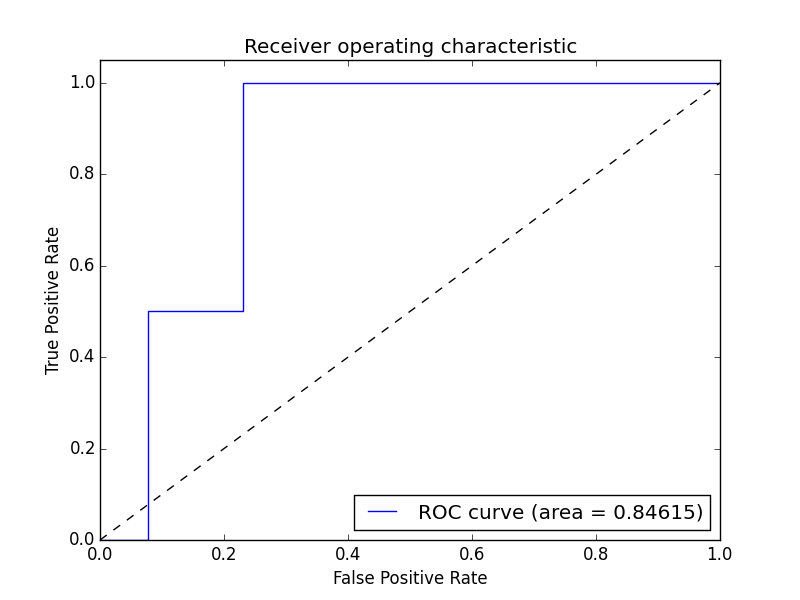 Receiver operating characteristic
1.0
0.8
0.6
0.4
0.2
0.0
True Positive Rate
ROC curve (area = 0.84615)
0.0 0.2 0.4 0.6 0.8 1.0
False Positive Rate